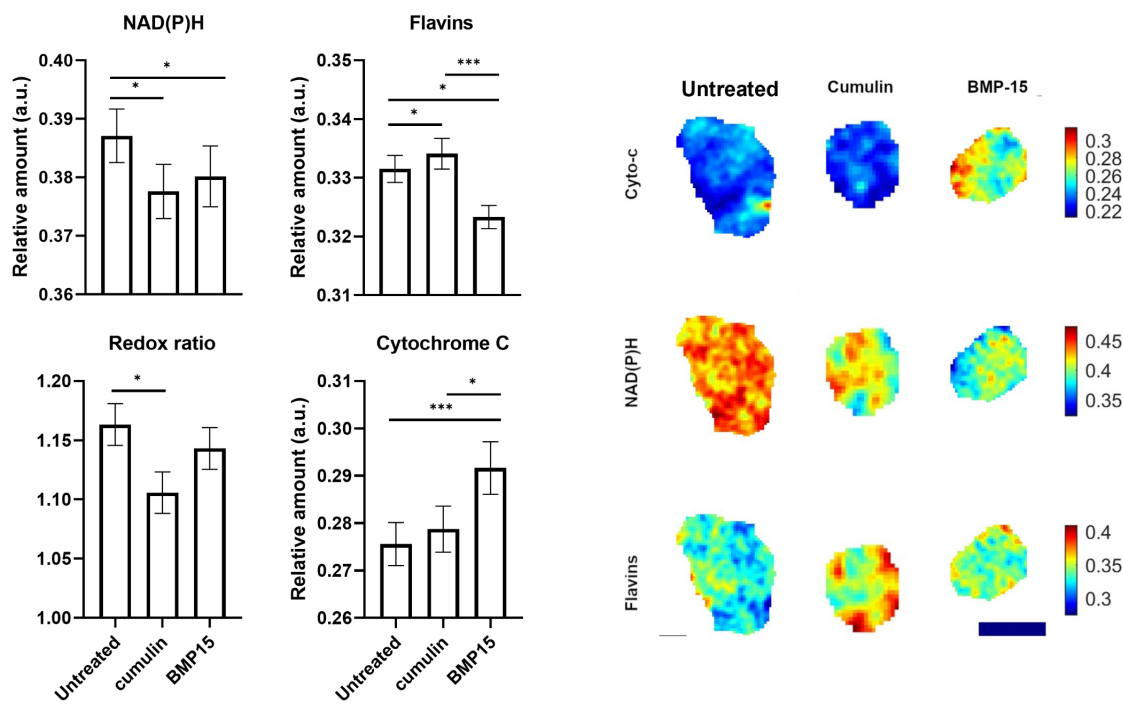 NAD(P)H
Relative amount (a.u.)
0.40
0.39
0.38
0.37
0.36
*
*
Flavins
Relative amount (a.u.)
0.35
0.34
0.33
0.32
0.31
***
*
*
Redox ratio
1.20
1.15
1.10
1.05
1.00
*
Untreated
cumulin
BMP15
Cytochrome C
Relative amount (a.u.)
0.31
0.30
0.29
0.28
0.27
0.26
*
***
Untreated
cumulin
BMP15
Untreated
Cumulin
BMP-15
Cyto-c
0.3
0.28
0.26
0.24
0.22
NAD(P)H
0.45
0.4
0.35
Flavins
0.4
0.35
0.3